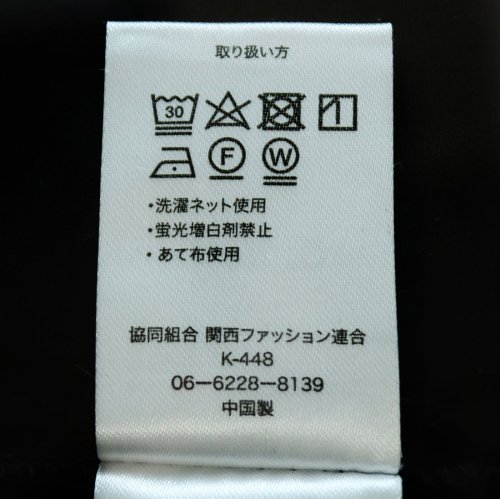 取り扱い方
30
F W
・洗濯ネット使用
・蛍光増白剤禁止
・あて布使用
協同組合 関西ファッション連合
K-448
06-6228-8139
中国製